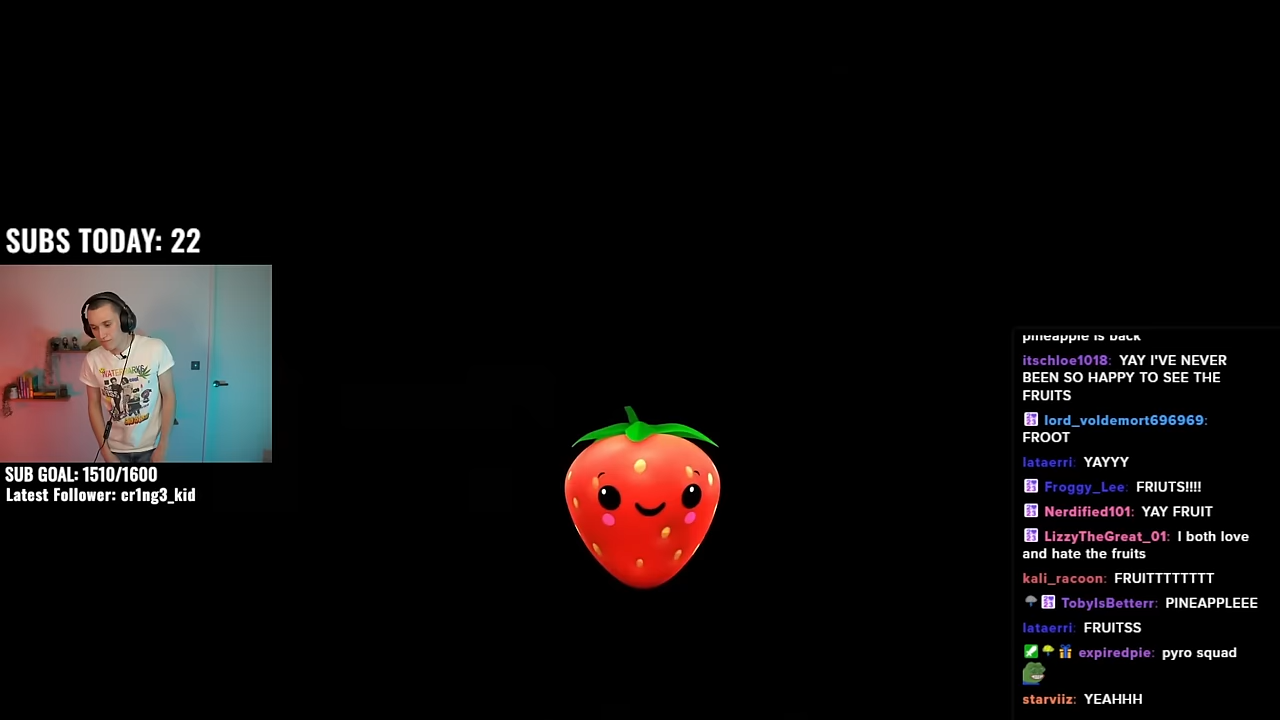 SUBS TODAY: 22
SUB GOAL: 1510/1600
Latest Follower: cr1ng3_kid
pineapple is back
itschloe1018: YAY I'VE NEVER
BEEN SO HAPPY TO SEE THE
FRUITS
lord_voldemort696969:
FROOT
lataerri: YAYYY
Froggy_Lee: FRIUTS!!!!
Nerdified101: YAY FRUIT
LizzyTheGreat_01: I both love
and hate the fruits
kali_racoon: FRUITTTTTTTT
TobyIsBetterr: PINEAPPLEEE
lataerri: FRUITSS
expiredpie: pyro squad
starviiz: YEAHHH